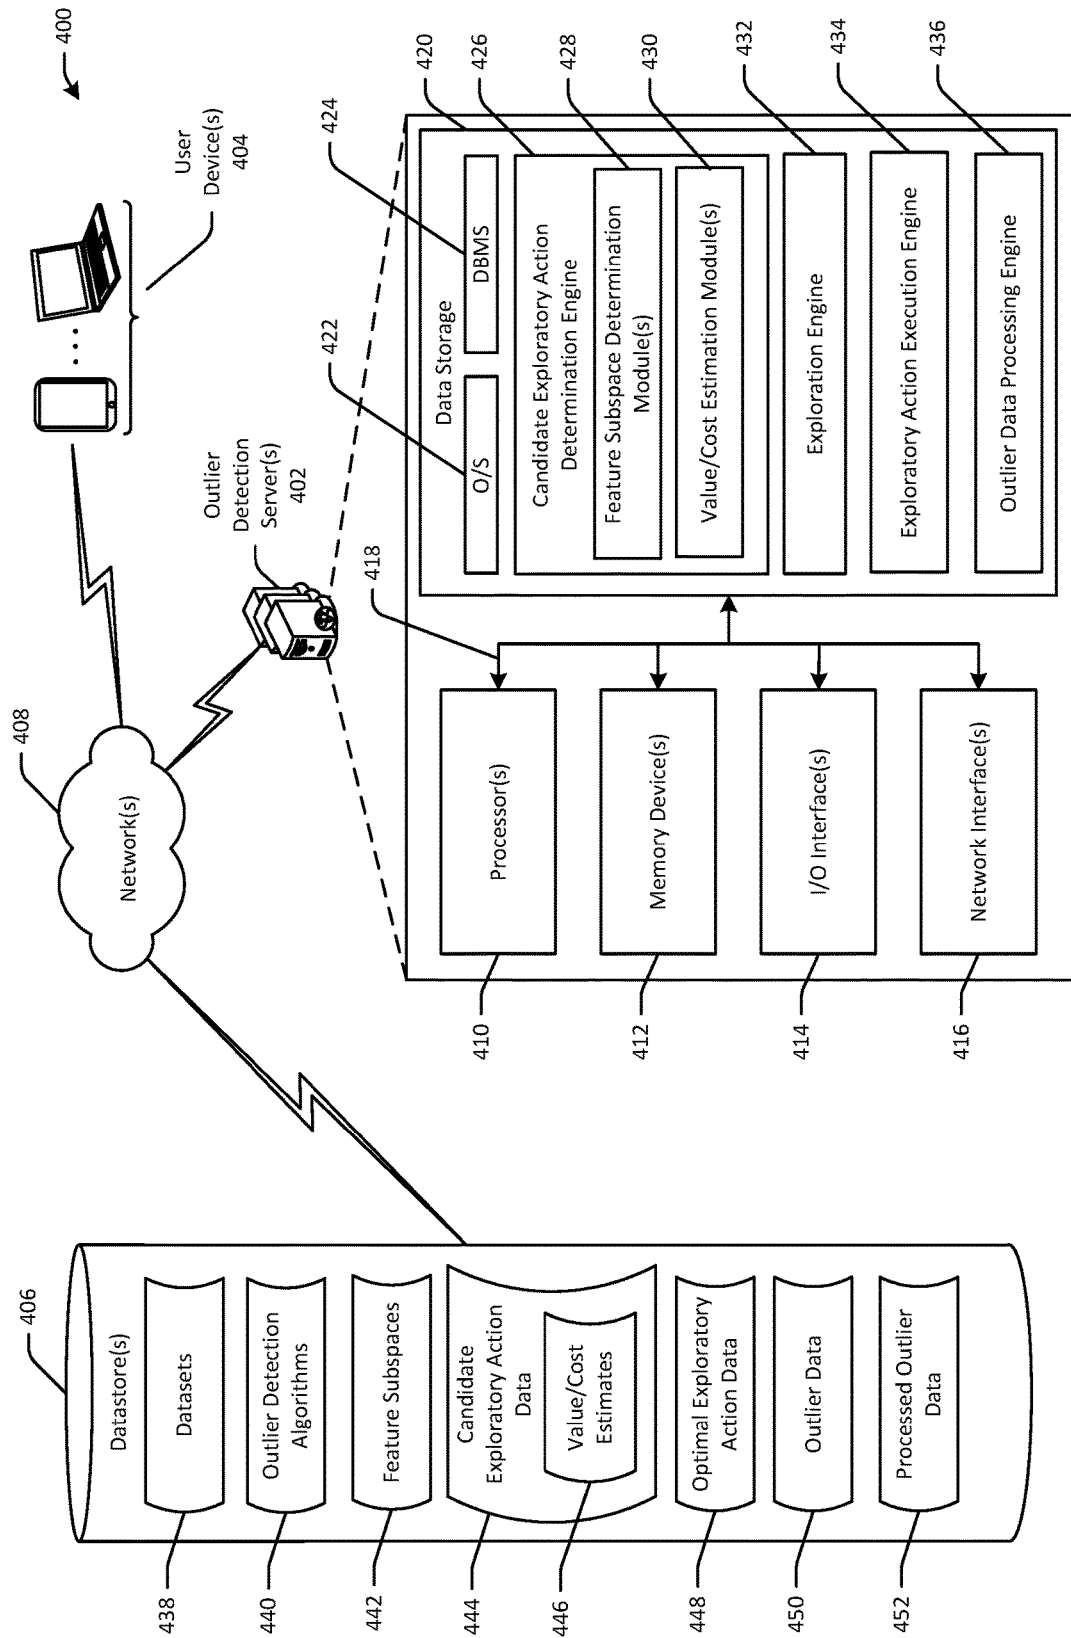 400
406
Datastore(s)
Datasets
438
Outlier Detection
Algorithms
440
Feature Subspaces
442
Candidate
Exploratory Action
Data
444
Value/Cost
Estimates
446
Optimal Exploratory
Action Data
448
Outlier Data
450
Processed Outlier
Data
452
408
Network(s)
User
Device(s)
404
Outlier
Detection
Server(s)
402
Processor(s)
410
Memory Device(s)
412
I/O Interface(s)
414
Network Interface(s)
416
418
Data Storage
420
O/S
422
DBMS
424
Candidate Exploratory Action
Determination Engine
426
Feature Subspace Determination
Module(s)
428
Value/Cost Estimation Module(s)
430
Exploration Engine
432
Exploratory Action Execution Engine
434
Outlier Data Processing Engine
436